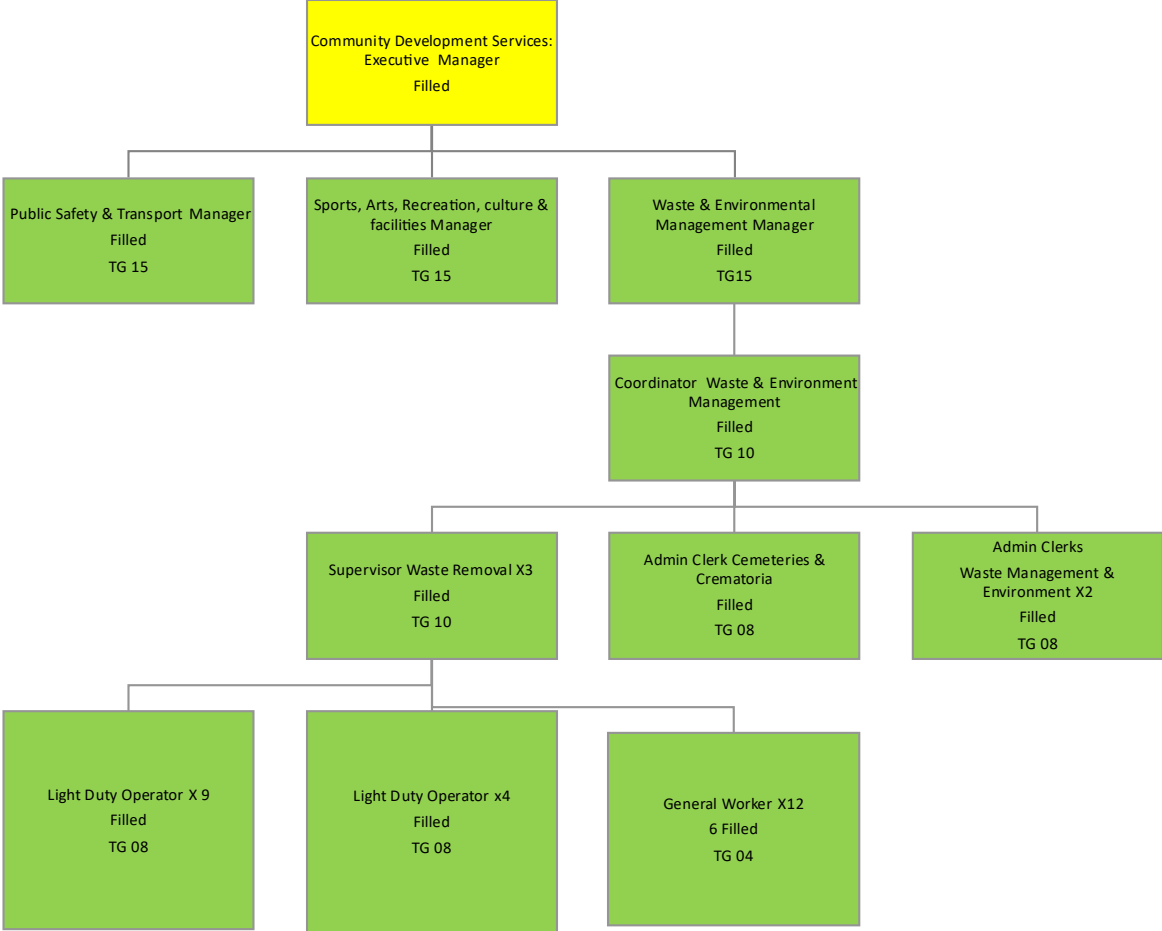 Community Development Services:
Executive Manager
Filled
Public Safety & Transport Manager
Filled
TG 15
Sports, Arts, Recreation, culture &
facilities Manager
Filled
TG 15
Waste & Environmental
Management Manager
Filled
TG15
Coordinator Waste & Environment
Management
Filled
TG 10
Supervisor Waste Removal X3
Filled
TG 10
Admin Clerk Cemeteries &
Crematoria
Filled
TG 08
Admin Clerks
Waste Management &
Environment X2
Filled
TG 08
Light Duty Operator X 9
Filled
TG 08
Light Duty Operator x4
Filled
TG 08
General Worker X12
6 Filled
TG 04